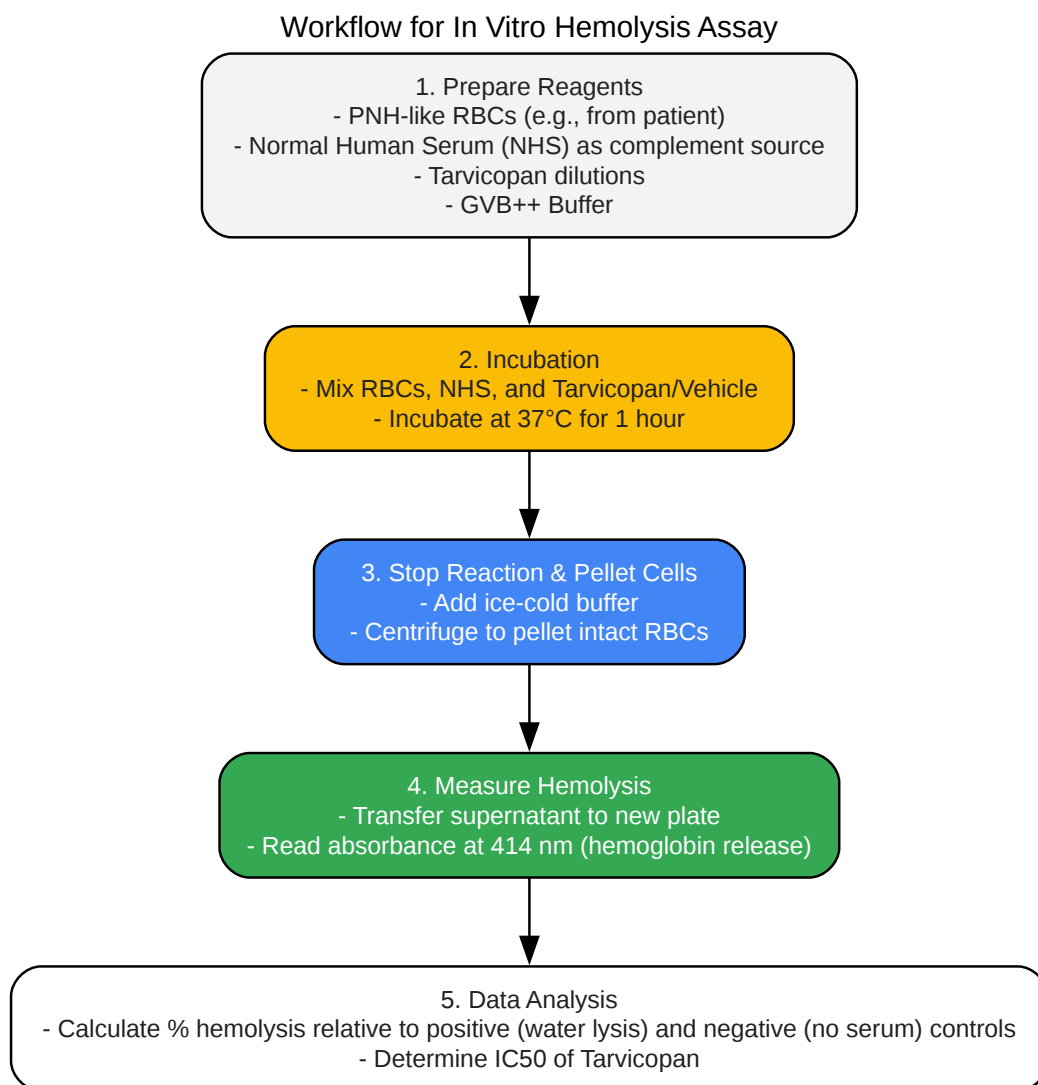 Workflow for In Vitro Hemolysis Assay
1. Prepare Reagents
- PNH-like RBCs (e.g., from patient)
- Normal Human Serum (NHS) as complement source
- Tarvicopan dilutions
- GVB++ Buffer
2. Incubation
- Mix RBCs, NHS, and Tarvicopan/Vehicle
- Incubate at 37°C for 1 hour
3. Stop Reaction & Pellet Cells
- Add ice-cold buffer
- Centrifuge to pellet intact RBCs
4. Measure Hemolysis
- Transfer supernatant to new plate
- Read absorbance at 414 nm (hemoglobin release)
5. Data Analysis
- Calculate % hemolysis relative to positive (water lysis) and negative (no serum) controls
- Determine IC50 of Tarvicopan